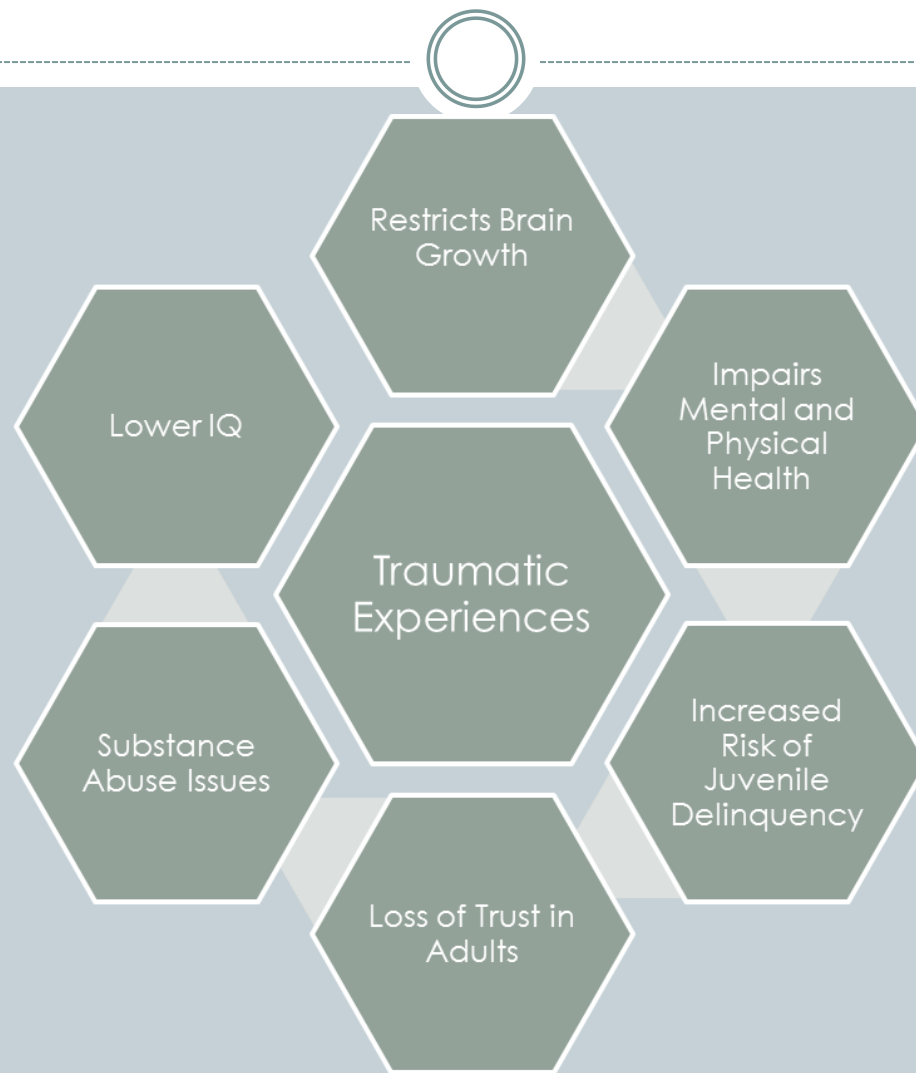 Restricts Brain
Growth
Impairs
Mental and
Physical
Health
Increased
Risk of
Juvenile
Delinquency
Loss of Trust in
Adults
Substance
Abuse Issues
Lower IQ
Traumatic
Experiences